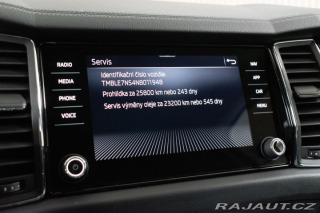 Servis
RADIO
MEDIA
PHONE
VOICE
Identifikační číslo vozidla:
TMBLE7NS4N8011948
Prohlídka za 25800 km nebo 243 dny
Servis výměny oleje za 23200 km nebo 545 dny
NAV
APP
CAR
MENU
RAJAUT.CZ